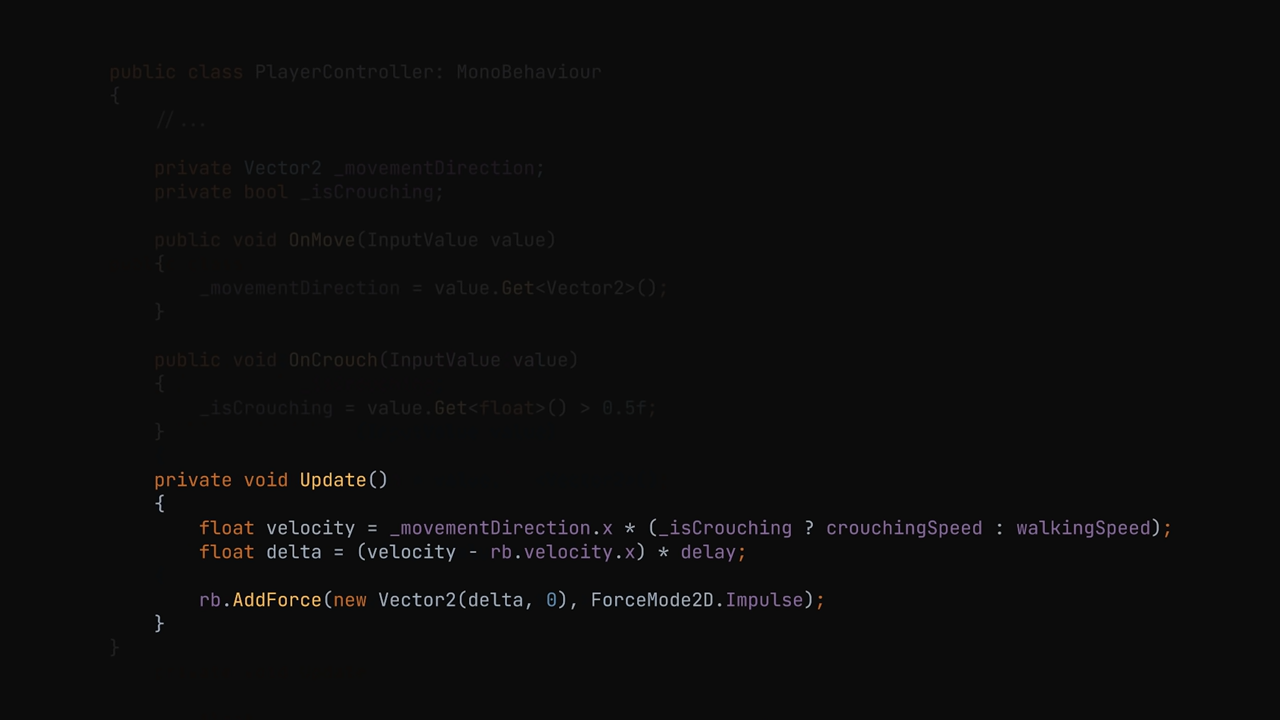 public class PlayerController: MonoBehaviour
{
    //...

    private Vector2 _movementDirection;
    private bool _isCrouching;

    public void OnMove(InputValue value)
    {
        _movementDirection = value.Get<Vector2>();
    }

    public void OnCrouch(InputValue value)
    {
        _isCrouching = value.Get<float>() > 0.5f;
    }

    private void Update()
    {
        float velocity = _movementDirection.x * (_isCrouching ? crouchingSpeed : walkingSpeed);
        float delta = (velocity - rb.velocity.x) * delay;

        rb.AddForce(new Vector2(delta, 0), ForceMode2D.Impulse);
    }
}